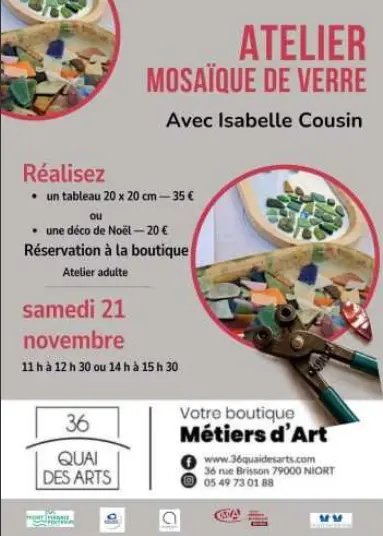 ATELIER
MOSAÏQUE DE VERRE
Avec Isabelle Cousin
Réalisez
• un tableau 20 x 20 cm — 35 €
ou
• une déco de Noël — 20 €
Réservation à la boutique
Atelier adulte
samedi 21
novembre
11 h à 12 h 30 ou 14 h à 15 h 30
36
QUAI
DES ARTS
Votre boutique
Métiers d'Art
www.36quaidesarts.com
36 rue Brisson 79000 NIORT
05 49 73 01 88
CMA